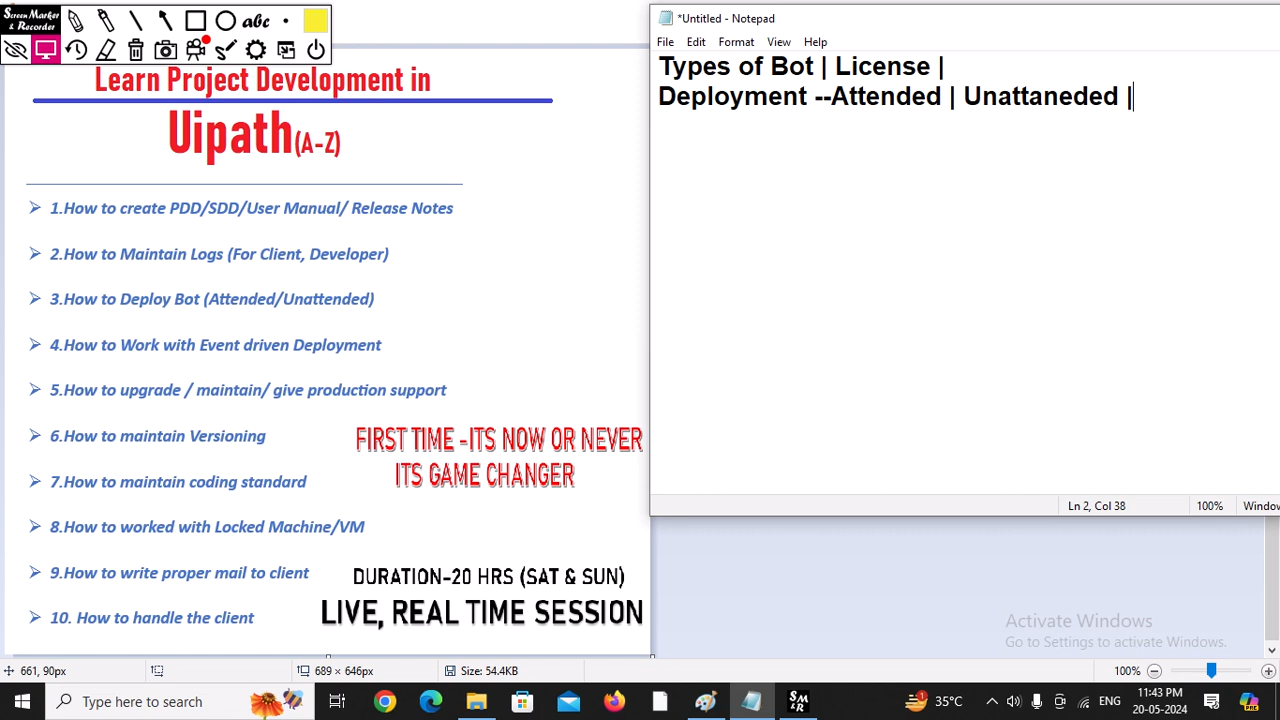 Screen Marker
& Recorder
abc
Learn Project Development in
Uipath(A-Z)
1.How to create PDD/SDD/User Manual/ Release Notes
2.How to Maintain Logs (For Client, Developer)
3.How to Deploy Bot (Attended/Unattended)
4.How to Work with Event driven Deployment
5.How to upgrade / maintain/ give production support
6.How to maintain Versioning
FIRST TIME -ITS NOW OR NEVER
ITS GAME CHANGER
7.How to maintain coding standard
8.How to worked with Locked Machine/VM
9.How to write proper mail to client
DURATION-20 HRS (SAT & SUN)
10. How to handle the client
LIVE, REAL TIME SESSION
*Untitled - Notepad
File Edit Format View Help
Types of Bot | License |
Deployment --Attended | Unattaneded |
Ln 2, Col 38 100% Windo
Activate Windows
Go to Settings to activate Windows.
661, 90px 689 × 646px Size: 54.4KB 100%
Type here to search
SM
&R
1 35°C ENG 11:43 PM
20-05-2024
PRE